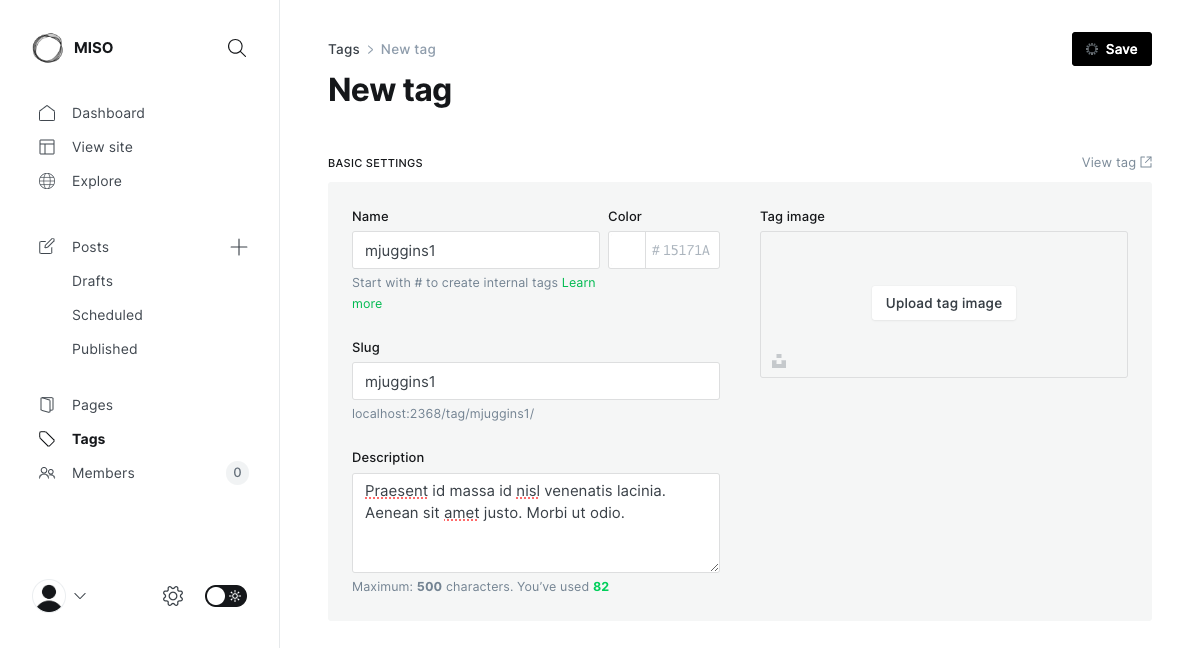 MISO
Dashboard
View site
Explore
Posts
Drafts
Scheduled
Published
Pages
Tags
Members 0
Tags > New tag
Save
New tag
BASIC SETTINGS
View tag
Name
mjuggins1
Start with # to create internal tags Learn
more
Color
# 15171A
Slug
mjuggins1
localhost:2368/tag/mjuggins1/
Description
Praesent id massa id nisl venenatis lacinia.
Aenean sit amet justo. Morbi ut odio.
Maximum: 500 characters. You’ve used 82
Tag image
Upload tag image